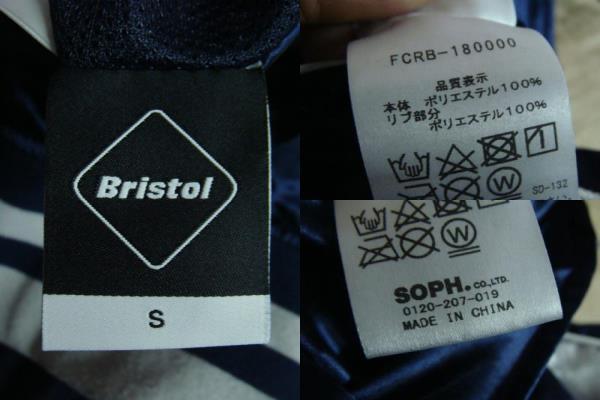 Bristol
S
FCRB-180000
品質表示
本体 ポリエステル100%
リブ部分
ポリエステル100%
1
W
SO-132
W
SOPH.CO.,LTD.
0120-207-019
MADE IN CHINA